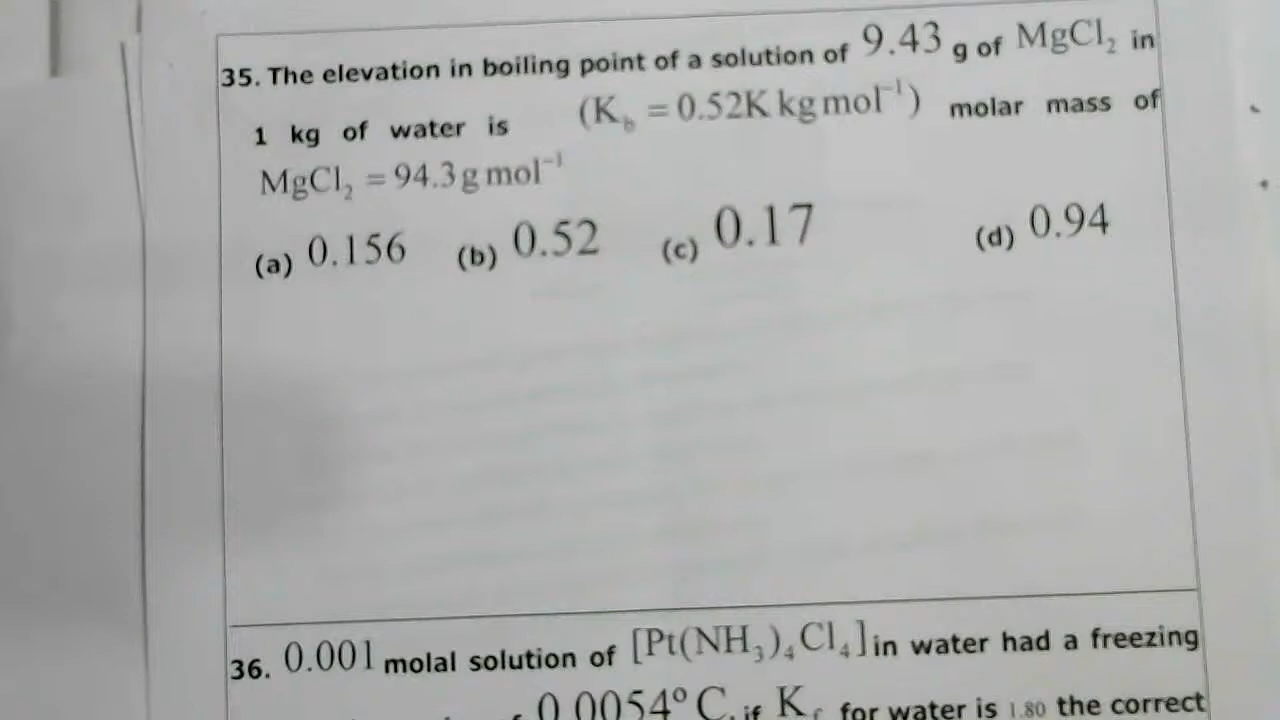 35. The elevation in boiling point of a solution of 9.43 g of MgCl₂ in
1 kg of water is (K_b = 0.52K kg mol⁻¹) molar mass of
MgCl₂ = 94.3 g mol⁻¹
(a) 0.156 (b) 0.52 (c) 0.17 (d) 0.94
36. 0.001 molal solution of [Pt(NH₃)₄Cl₄] in water had a freezing
0.0054° C, if K_f for water is 1.80 the correct